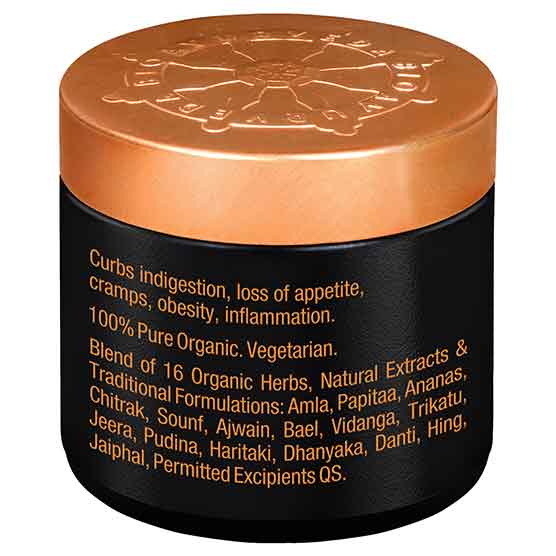 BIOAYURVEDA BIOAYURVEDA
Curbs indigestion, loss of appetite,
cramps, obesity, inflammation.
100% Pure Organic. Vegetarian.
Blend of 16 Organic Herbs, Natural Extracts &
Traditional Formulations: Amla, Papitaa, Ananas,
Chitrak, Sounf, Ajwain, Bael, Vidanga, Trikatu,
Jeera, Pudina, Haritaki, Dhanyaka, Danti, Hing,
Jaiphal, Permitted Excipients QS.